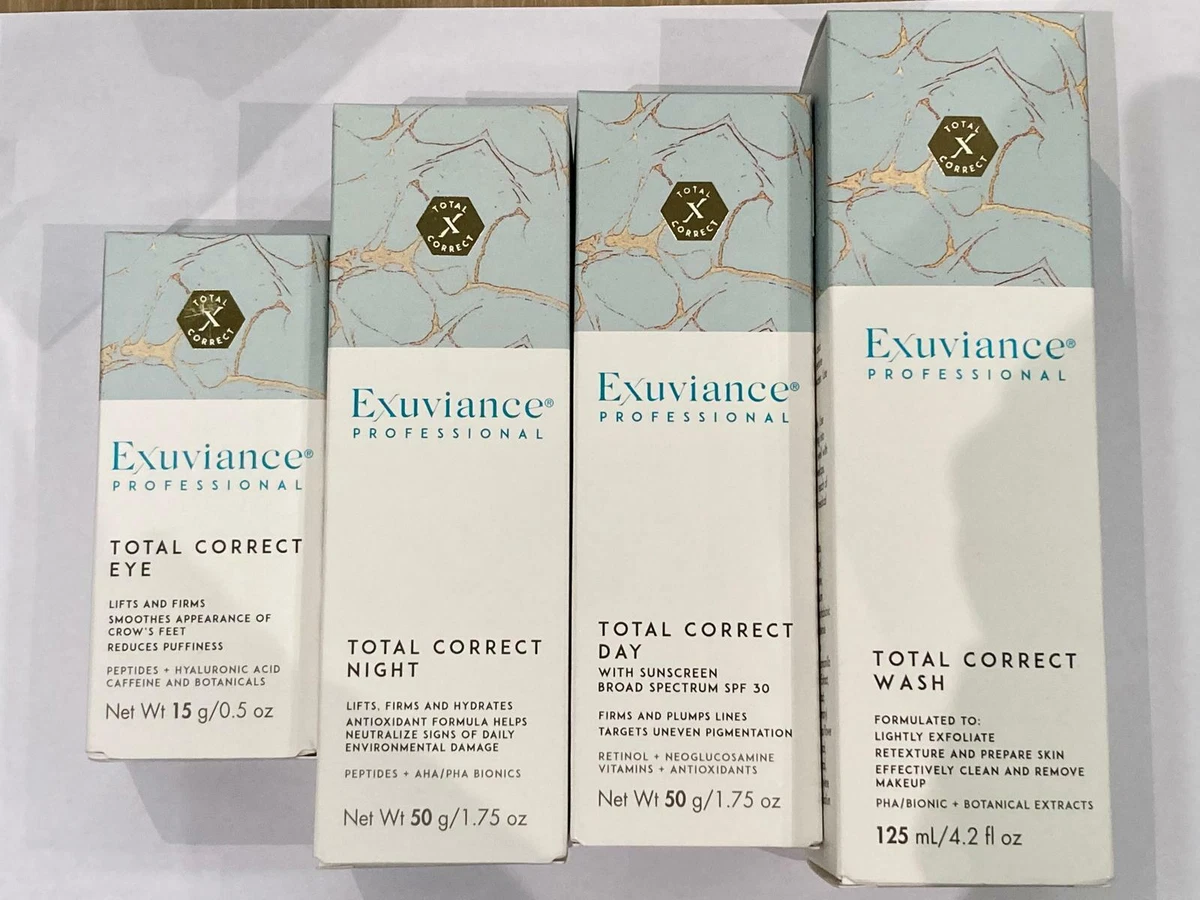 TOTAL
X
CORRECT
Exuviance®
PROFESSIONAL
TOTAL CORRECT
EYE
LIFTS AND FIRMS
SMOOTHES APPEARANCE OF
CROW'S FEET
REDUCES PUFFINESS
PEPTIDES + HYALURONIC ACID
CAFFEINE AND BOTANICALS
Net Wt 15 g/0.5 oz
TOTAL
X
CORRECT
Exuviance®
PROFESSIONAL
TOTAL CORRECT
NIGHT
LIFTS, FIRMS AND HYDRATES
ANTIOXIDANT FORMULA HELPS
NEUTRALIZE SIGNS OF DAILY
ENVIRONMENTAL DAMAGE
PEPTIDES + AHA/PHA BIONICS
Net Wt 50 g/1.75 oz
TOTAL
X
CORRECT
Exuviance®
PROFESSIONAL
TOTAL CORRECT
DAY
WITH SUNSCREEN
BROAD SPECTRUM SPF 30
FIRMS AND PLUMPS LINES
TARGETS UNEVEN PIGMENTATION
RETINOL + NEOGLUCOSAMINE
VITAMINS + ANTIOXIDANTS
Net Wt 50 g/1.75 oz
TOTAL
X
CORRECT
Exuviance®
PROFESSIONAL
TOTAL CORRECT
WASH
FORMULATED TO:
LIGHTLY EXFOLIATE
RETEXTURE AND PREPARE SKIN
EFFECTIVELY CLEAN AND REMOVE
MAKEUP
PHA/BIONIC + BOTANICAL EXTRACTS
125 mL/4.2 fl oz